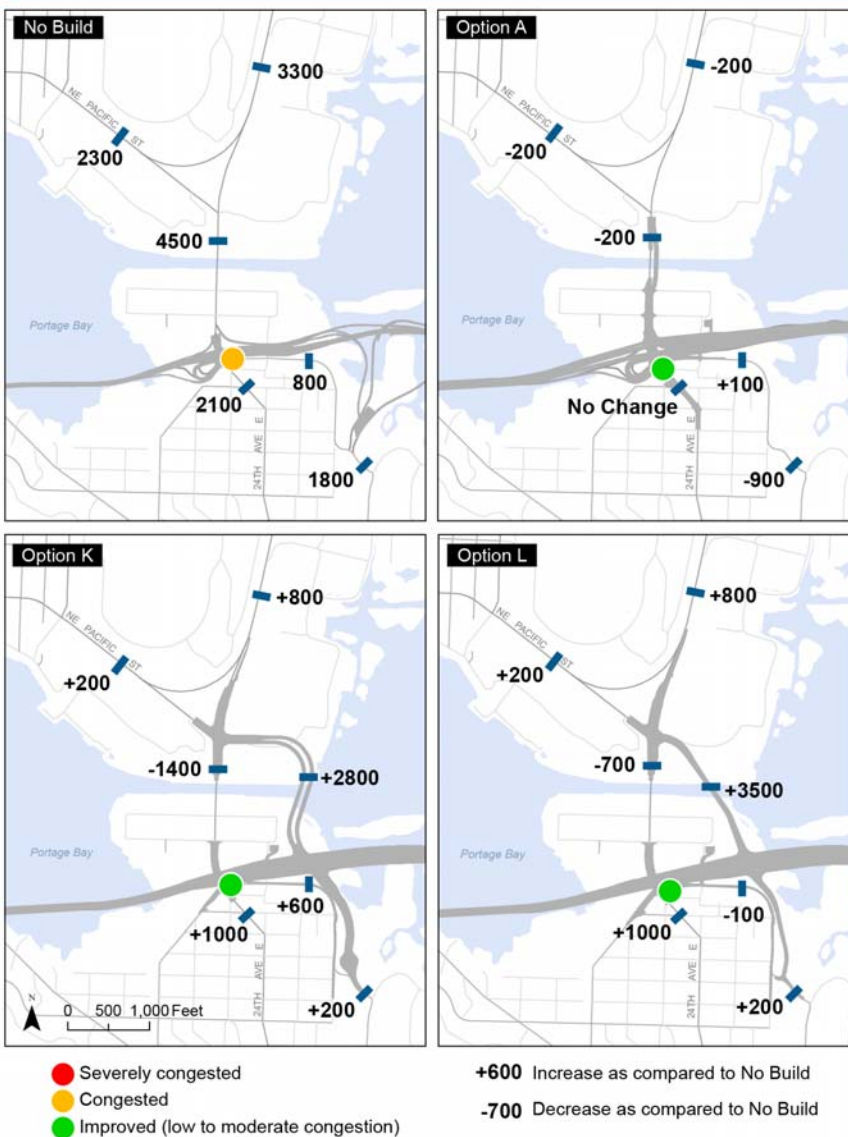 No Build
3300
NE PACIFIC ST
2300
4500
Portage Bay
800
2100
24TH AVE E
1800
Option A
-200
NE PACIFIC ST
-200
-200
Portage Bay
+100
No Change
24TH AVE E
-900
Option K
+800
NE PACIFIC ST
+200
-1400
+2800
Portage Bay
+600
+1000
24TH AVE E
+200
N
0 500 1,000 Feet
Option L
+800
NE PACIFIC ST
+200
-700
+3500
Portage Bay
+1000
-100
24TH AVE E
+200
Severely congested
Congested
Improved (low to moderate congestion)
+600 Increase as compared to No Build
-700 Decrease as compared to No Build